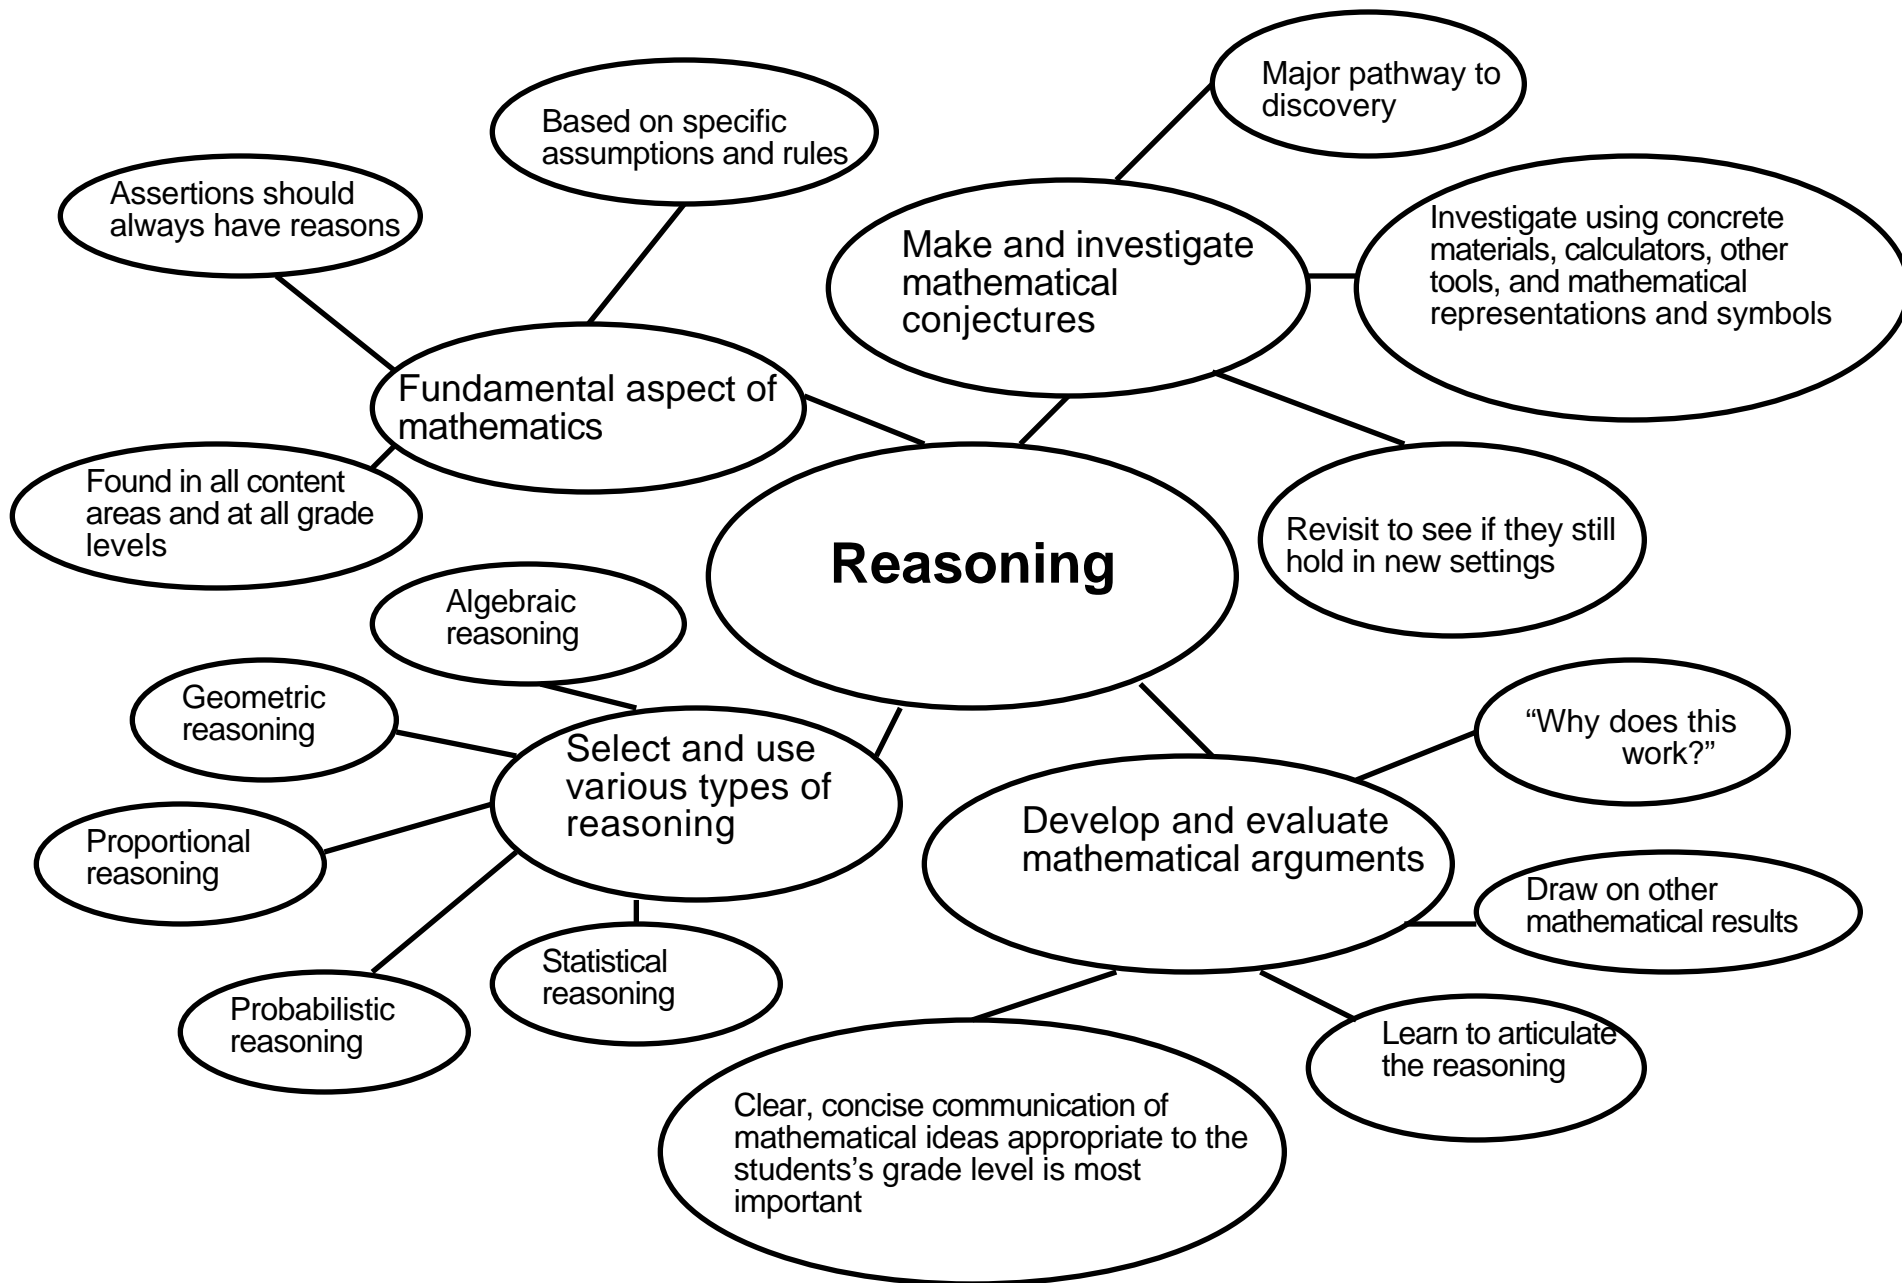 Major pathway to
discovery
Based on specific
assumptions and rules
Assertions should
always have reasons
Investigate using concrete
materials, calculators, other
tools, and mathematical
representations and symbols
Make and investigate
mathematical
conjectures
Fundamental aspect of
mathematics
Found in all content
areas and at all grade
levels
Revisit to see if they still
hold in new settings
Reasoning
Algebraic
reasoning
Geometric
reasoning
Select and use
various types of
reasoning
“Why does this
work?”
Proportional
reasoning
Develop and evaluate
mathematical arguments
Draw on other
mathematical results
Statistical
reasoning
Probabilistic
reasoning
Learn to articulate
the reasoning
Clear, concise communication of
mathematical ideas appropriate to the
students’s grade level is most
important